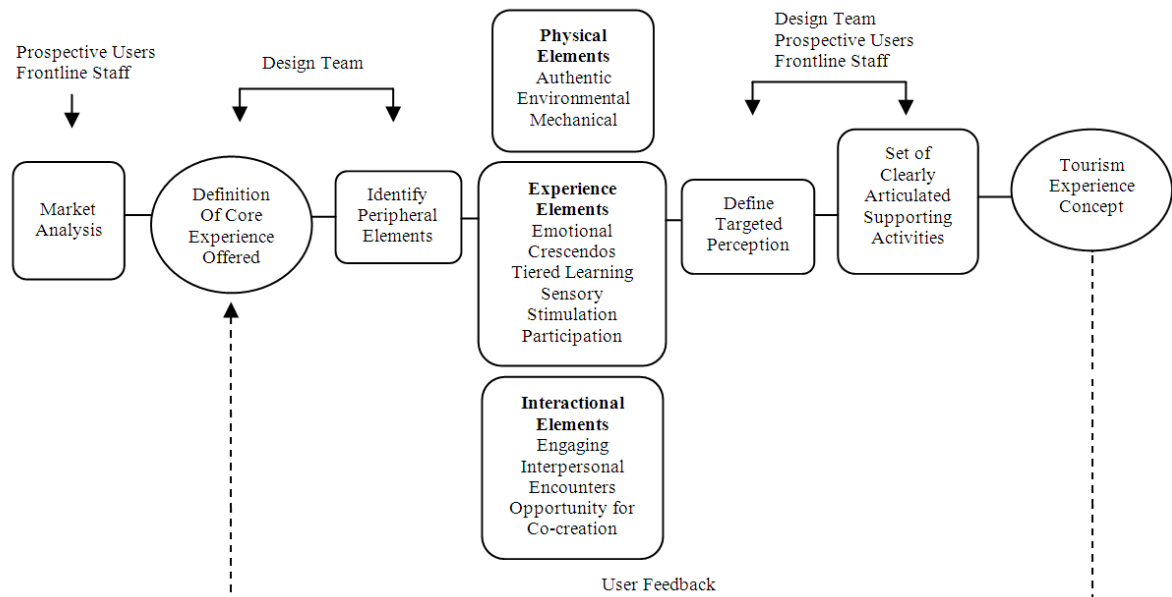 Prospective Users
Frontline Staff
Design Team
Design Team
Prospective Users
Frontline Staff
Market
Analysis
Definition
Of Core
Experience
Offered
Identify
Peripheral
Elements
Physical
Elements
Authentic
Environmental
Mechanical
Experience
Elements
Emotional
Crescendos
Tiered Learning
Sensory
Stimulation
Participation
Interactional
Elements
Engaging
Interpersonal
Encounters
Opportunity for
Co-creation
Define
Targeted
Perception
Set of
Clearly
Articulated
Supporting
Activities
Tourism
Experience
Concept
User Feedback